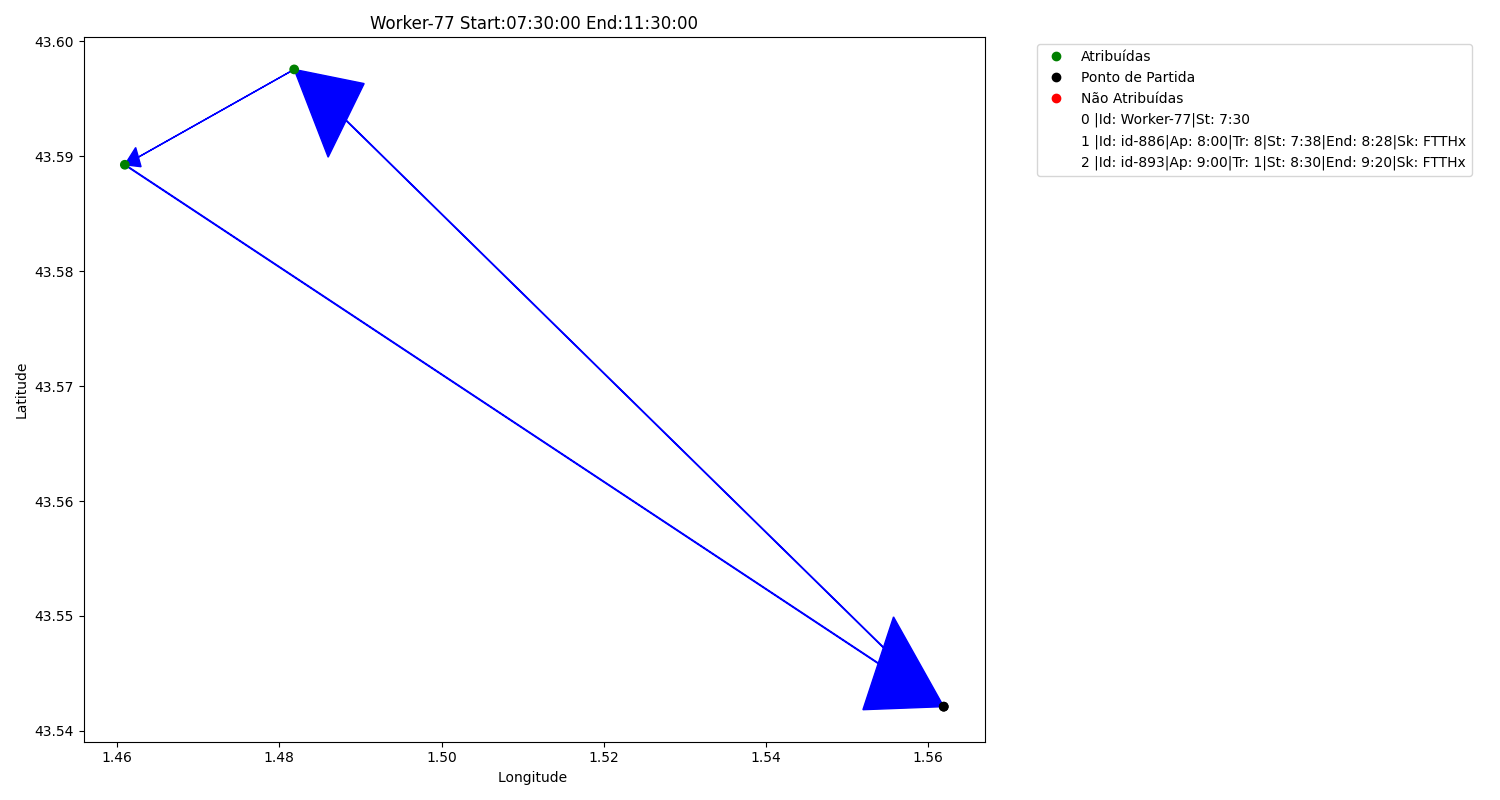 Worker-77 Start:07:30:00 End:11:30:00
43.60
43.59
43.58
43.57
43.56
43.55
43.54
Latitude
1.46 1.48 1.50 1.52 1.54 1.56
Longitude
Atribuídas
Ponto de Partida
Não Atribuídas
0 |Id: Worker-77|St: 7:30
1 |Id: id-886|Ap: 8:00|Tr: 8|St: 7:38|End: 8:28|Sk: FTTHx
2 |Id: id-893|Ap: 9:00|Tr: 1|St: 8:30|End: 9:20|Sk: FTTHx